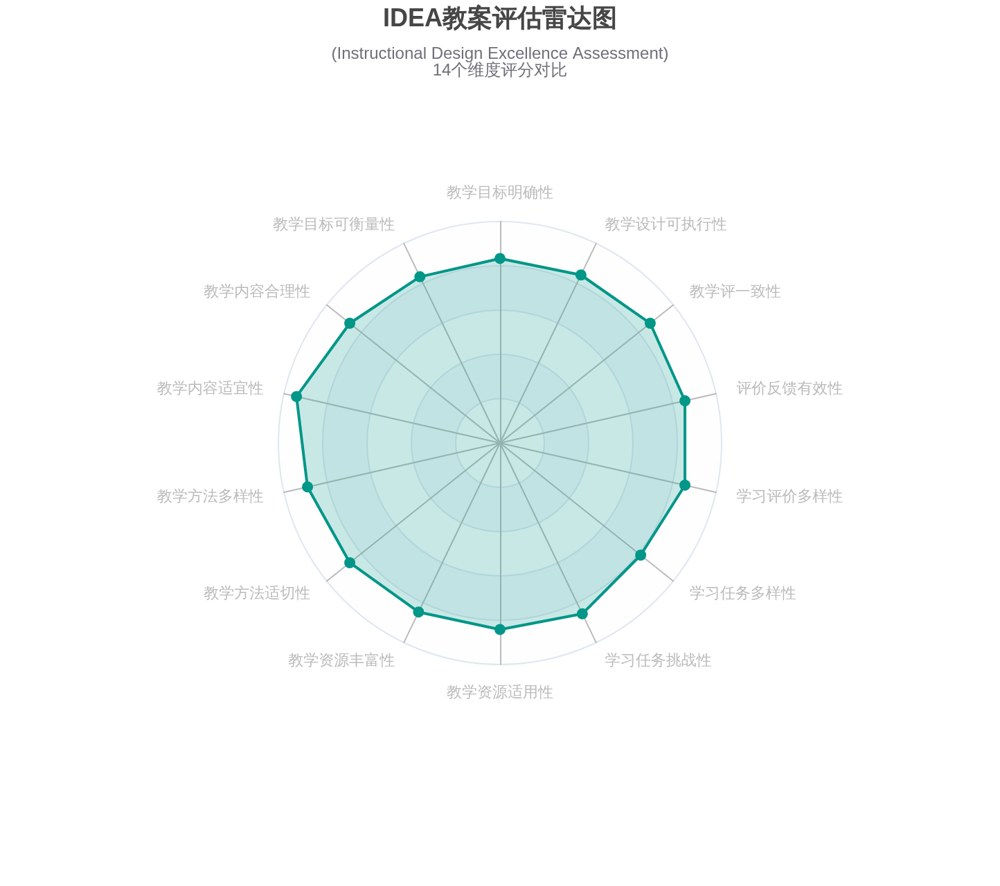 IDEA教案评估雷达图
(Instructional Design Excellence Assessment)
14个维度评分对比
教学目标明确性
教学目标可衡量性
教学设计可执行性
教学内容合理性
教学评一致性
教学内容适宜性
评价反馈有效性
教学方法多样性
学习评价多样性
教学方法适切性
学习任务多样性
教学资源丰富性
学习任务挑战性
教学资源适用性